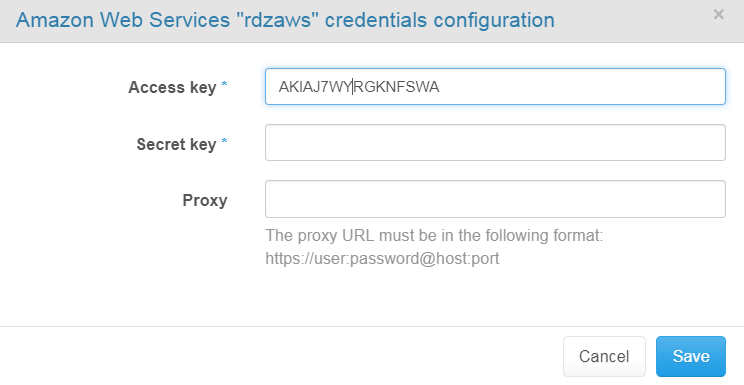 Amazon Web Services "rdzaws" credentials configuration ×
Access key * AKIAJ7WYRGKNFSWA
Secret key *
Proxy
The proxy URL must be in the following format:
https://user:password@host:port
Cancel Save